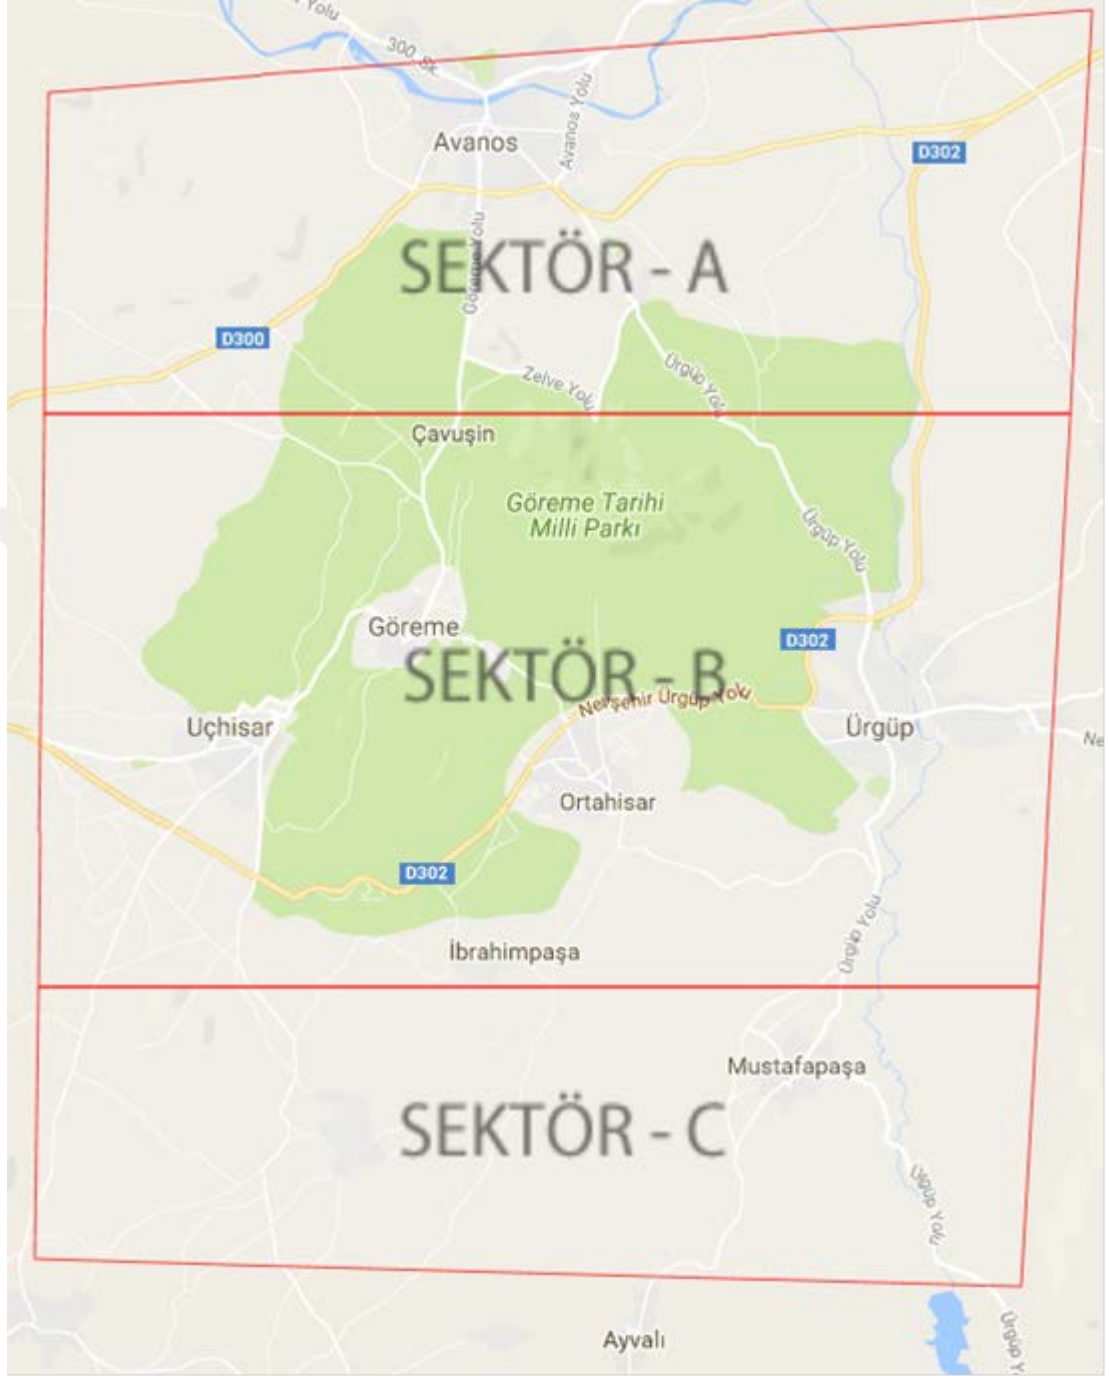 Yolu
300. Sk.
Avanos
Avanos Yolu
D302
Göreme Yolu
SEKTÖR - A
D300
Zelve Yolu
Ürgüp Yolu
Çavuşin
Göreme Tarihi
Milli Parkı
Ürgüp Yolu
Göreme
D302
SEKTÖR - B
Nevşehir Ürgüp Yolu
Uçhisar
Ürgüp
Ne
Ortahisar
D302
Ürgüp Yolu
İbrahimpaşa
Mustafapaşa
SEKTÖR - C
Ürgüp Yolu
Ayvalı
Ürgüp Y